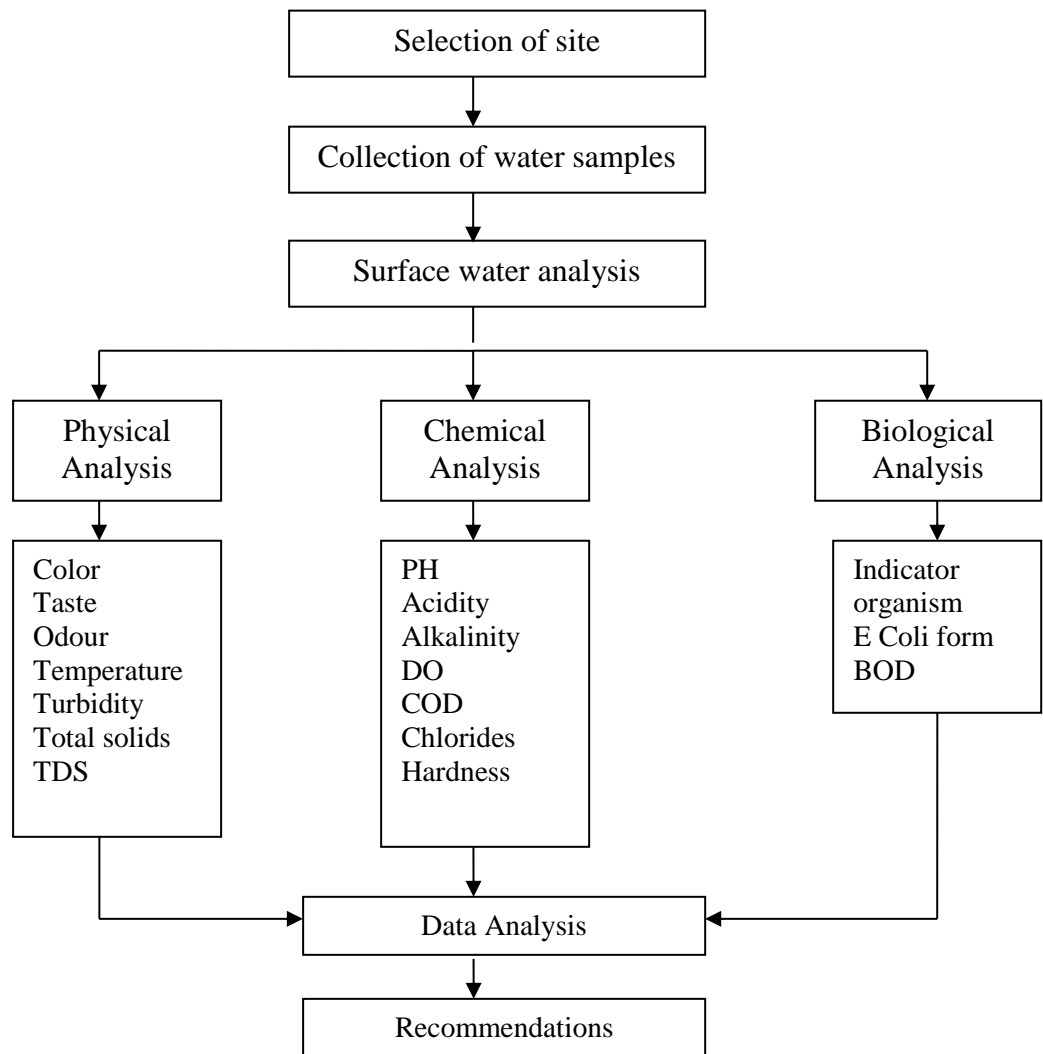 Selection of site
Collection of water samples
Surface water analysis
Physical
Analysis
Chemical
Analysis
Biological
Analysis
Color
Taste
Odour
Temperature
Turbidity
Total solids
TDS
PH
Acidity
Alkalinity
DO
COD
Chlorides
Hardness
Indicator
organism
E Coli form
BOD
Data Analysis
Recommendations